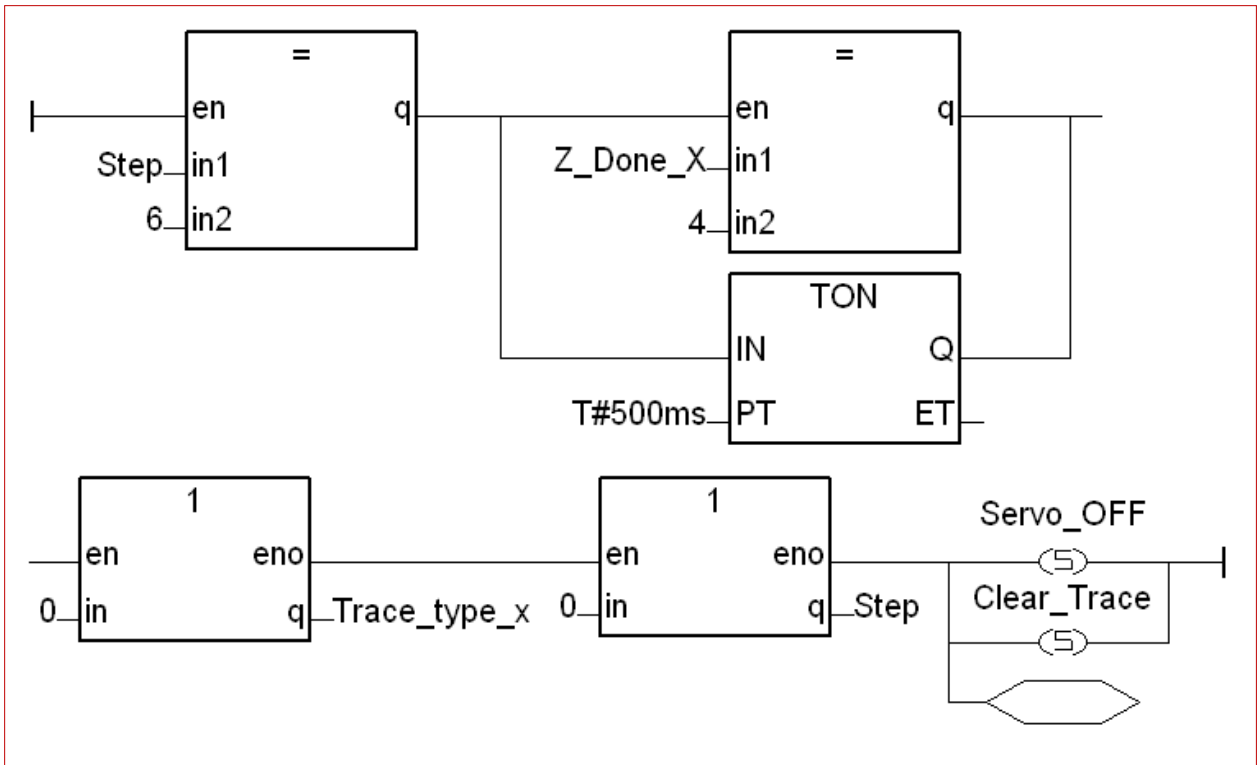 =
en q
Step in1
6 in2
=
en q
Z_Done_X in1
4 in2
TON
IN Q
T#500ms PT ET
1
en eno
0 in q Trace_type_x
1
en eno
0 in q Step
Servo_OFF
S
Clear_Trace
S